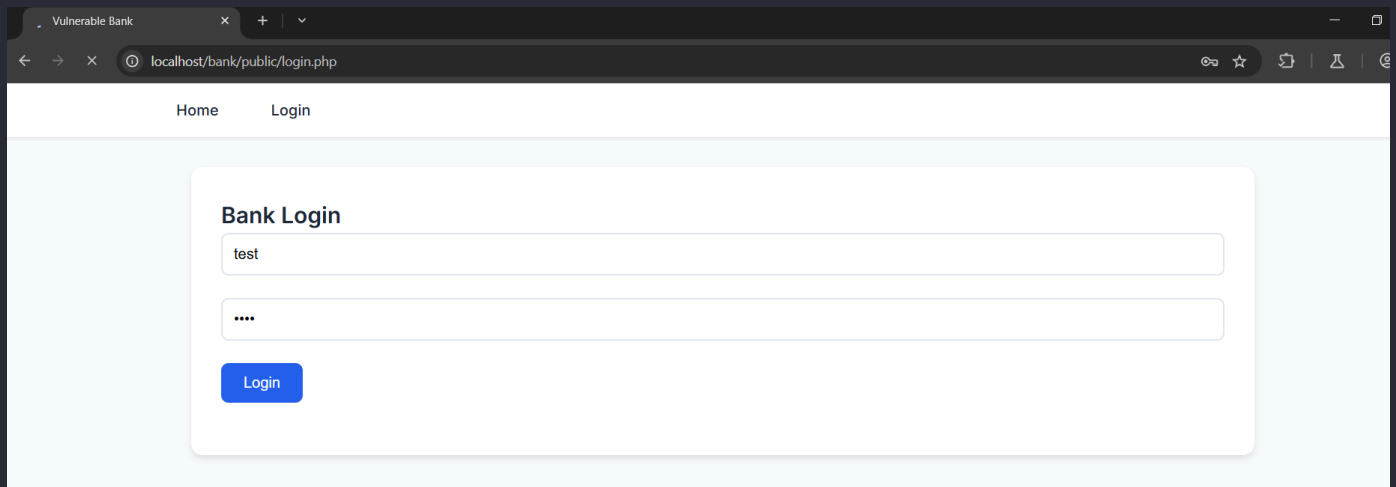 Vulnerable Bank
localhost/bank/public/login.php
Home Login
Bank Login
test
••••
Login